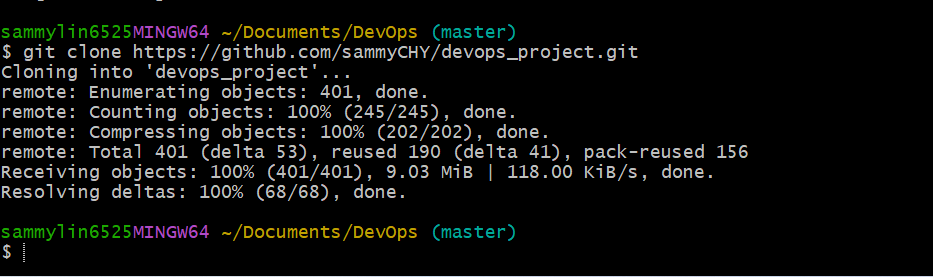 sammylin6525MINGW64 ~/Documents/DevOps (master)
$ git clone https://github.com/sammyCHY/devops_project.git
Cloning into 'devops_project'...
remote: Enumerating objects: 401, done.
remote: Counting objects: 100% (245/245), done.
remote: Compressing objects: 100% (202/202), done.
remote: Total 401 (delta 53), reused 190 (delta 41), pack-reused 156
Receiving objects: 100% (401/401), 9.03 MiB | 118.00 KiB/s, done.
Resolving deltas: 100% (68/68), done.
sammylin6525MINGW64 ~/Documents/DevOps (master)
$